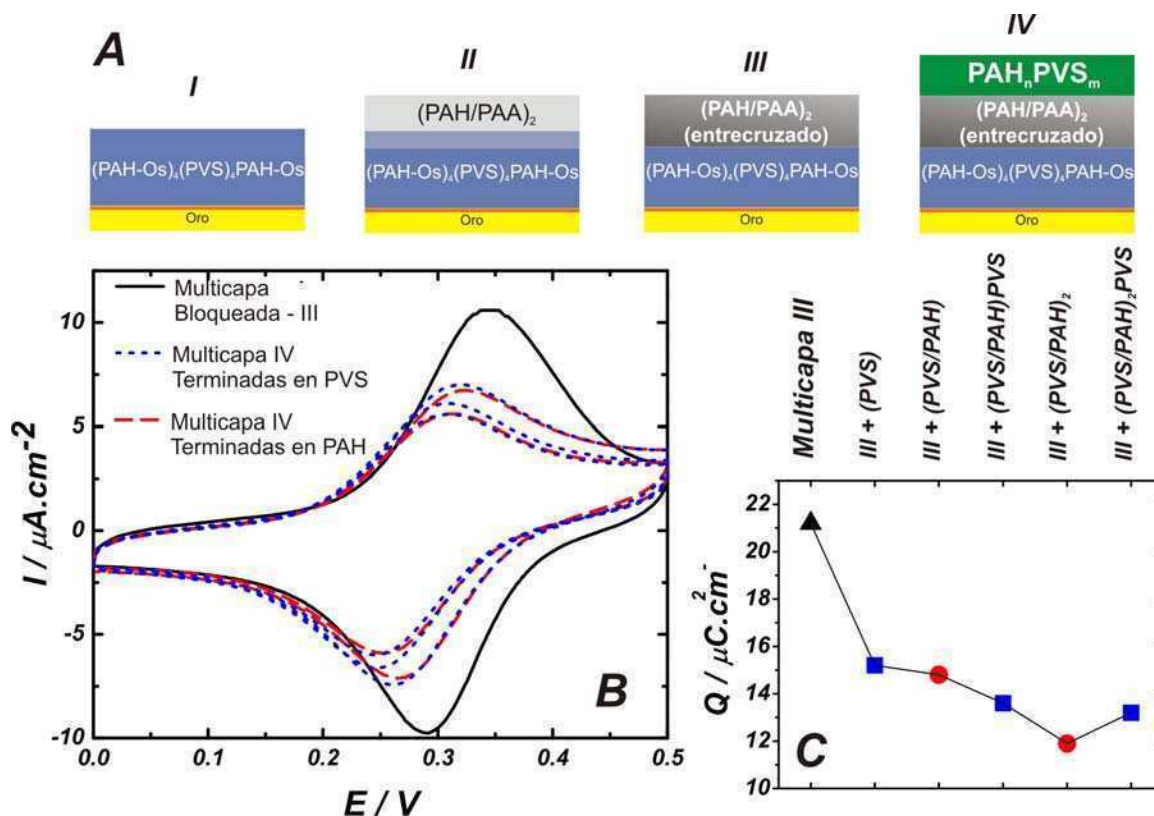 A
I
II
III
IV
(PAH-Os)₄(PVS)₄PAH-Os
Oro
(PAH/PAA)₂
(PAH-Os)₄(PVS)₄PAH-Os
Oro
(PAH/PAA)₂
(entrecruzado)
(PAH-Os)₄(PVS)₄PAH-Os
Oro
PAHₙPVSₘ
(PAH/PAA)₂
(entrecruzado)
(PAH-Os)₄(PVS)₄PAH-Os
Oro
Multicapa
Bloqueada - III
Multicapa IV
Terminadas en PVS
Multicapa IV
Terminadas en PAH
I / μA.cm⁻²
10
5
0
-5
-10
0.0
0.1
0.2
0.3
0.4
0.5
E / V
B
Multicapa III
III + (PVS)
III + (PVS/PAH)
III + (PVS/PAH)PVS
III + (PVS/PAH)₂
III + (PVS/PAH)₂PVS
Q / μC.cm²⁻
22
20
18
16
14
12
10
C